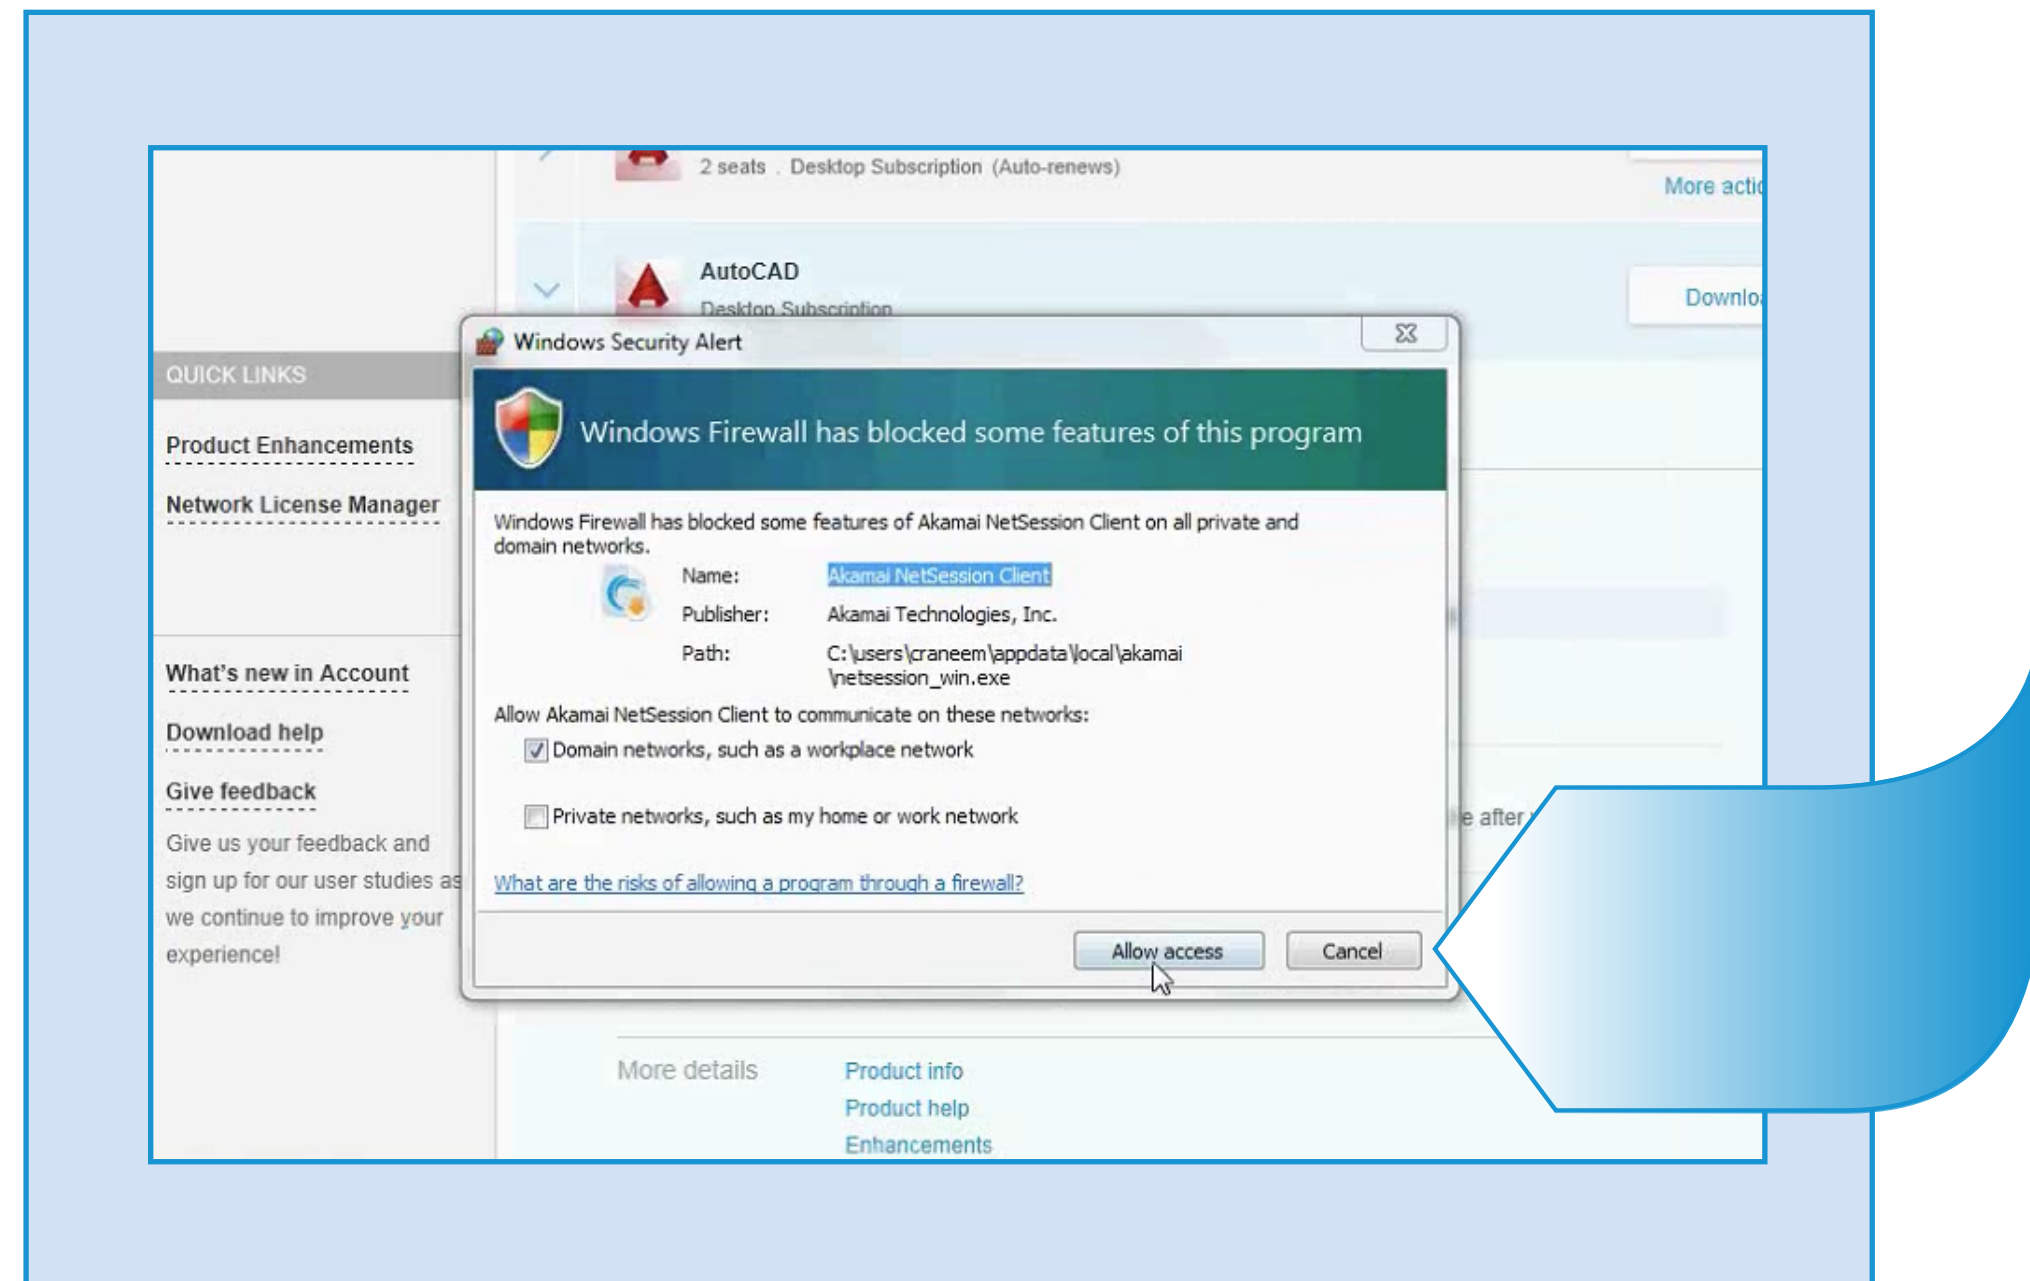 2 seats . Desktop Subscription (Auto-renews)
More
AutoCAD
Desktop Subscription
Windows Security Alert
QUICK LINKS
Windows Firewall has blocked some features of this program
Product Enhancements
Network License Manager
Windows Firewall has blocked some features of Akamai NetSession Client on all private and
domain networks.
Name: Akamai NetSession Client
Publisher: Akamai Technologies, Inc.
Path: C:\users\craneem\appdata\local\akamai
\netsession_win.exe
What's new in Account
Allow Akamai NetSession Client to communicate on these networks:
Download help
Domain networks, such as a workplace network
Give feedback
Private networks, such as my home or work network
after
Give us your feedback and
sign up for our user studies as
we continue to improve your
experience!
What are the risks of allowing a program through a firewall?
Allow access
Cancel
More details
Product info
Product help
Enhancements